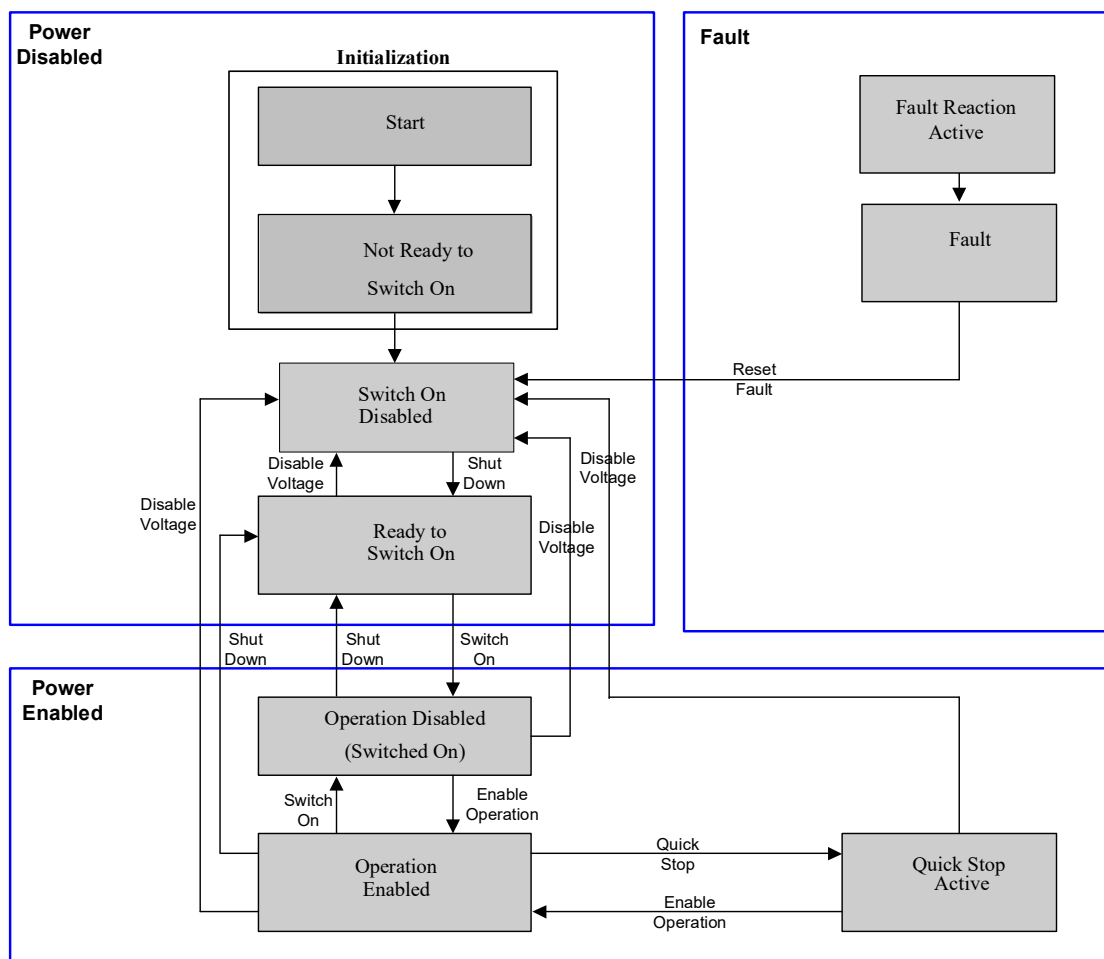 Power
Disabled
Initialization
Start
Not Ready to
Switch On
Fault
Fault Reaction
Active
Fault
Reset
Fault
Switch On
Disabled
Disable
Voltage
Shut
Down
Disable
Voltage
Disable
Voltage
Ready to
Switch On
Disable
Voltage
Shut
Down
Shut
Down
Switch
On
Power
Enabled
Operation Disabled
(Switched On)
Switch
On
Enable
Operation
Operation
Enabled
Quick
Stop
Enable
Operation
Quick Stop
Active